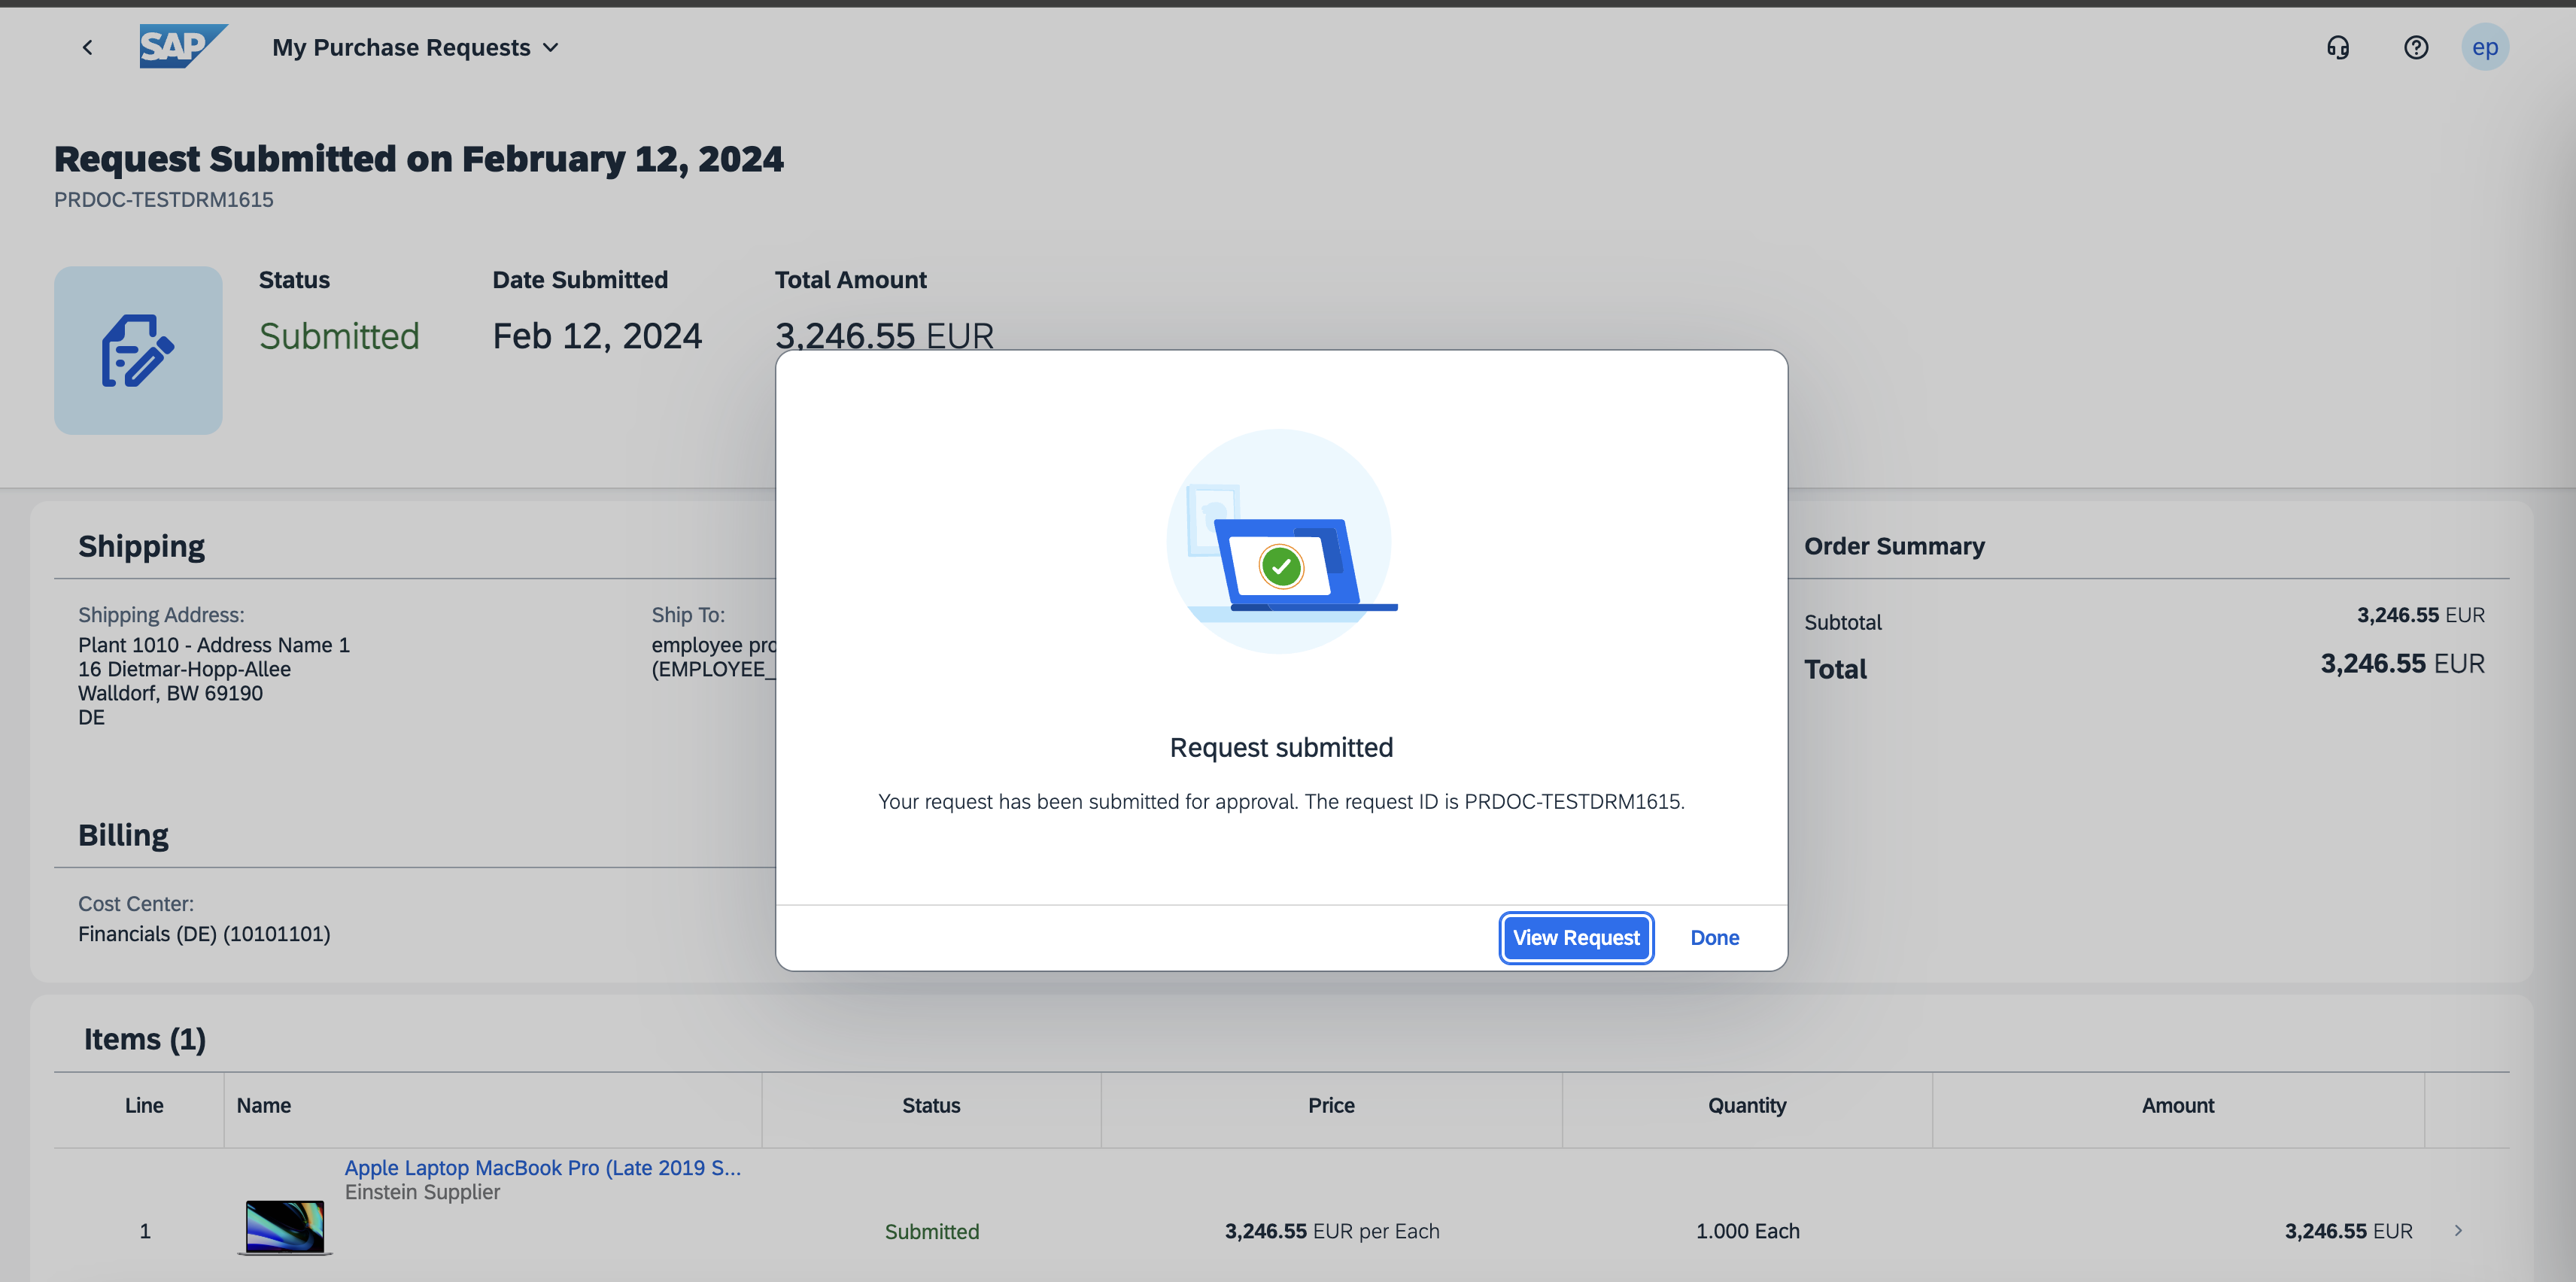 SAP
My Purchase Requests
ep
Request Submitted on February 12, 2024
PRDOC-TESTDRM1615
Status
Date Submitted
Total Amount
Submitted
Feb 12, 2024
3,246.55 EUR
Shipping
Shipping Address:
Plant 1010 - Address Name 1
16 Dietmar-Hopp-Allee
Walldorf, BW 69190
DE
Ship To:
employee pro
(EMPLOYEE_
Billing
Cost Center:
Financials (DE) (10101101)
Request submitted
Your request has been submitted for approval. The request ID is PRDOC-TESTDRM1615.
View Request
Done
Order Summary
Subtotal
3,246.55 EUR
Total
3,246.55 EUR
Items (1)
Line
Name
Status
Price
Quantity
Amount
1
Apple Laptop MacBook Pro (Late 2019 S...
Einstein Supplier
Submitted
3,246.55 EUR per Each
1.000 Each
3,246.55 EUR